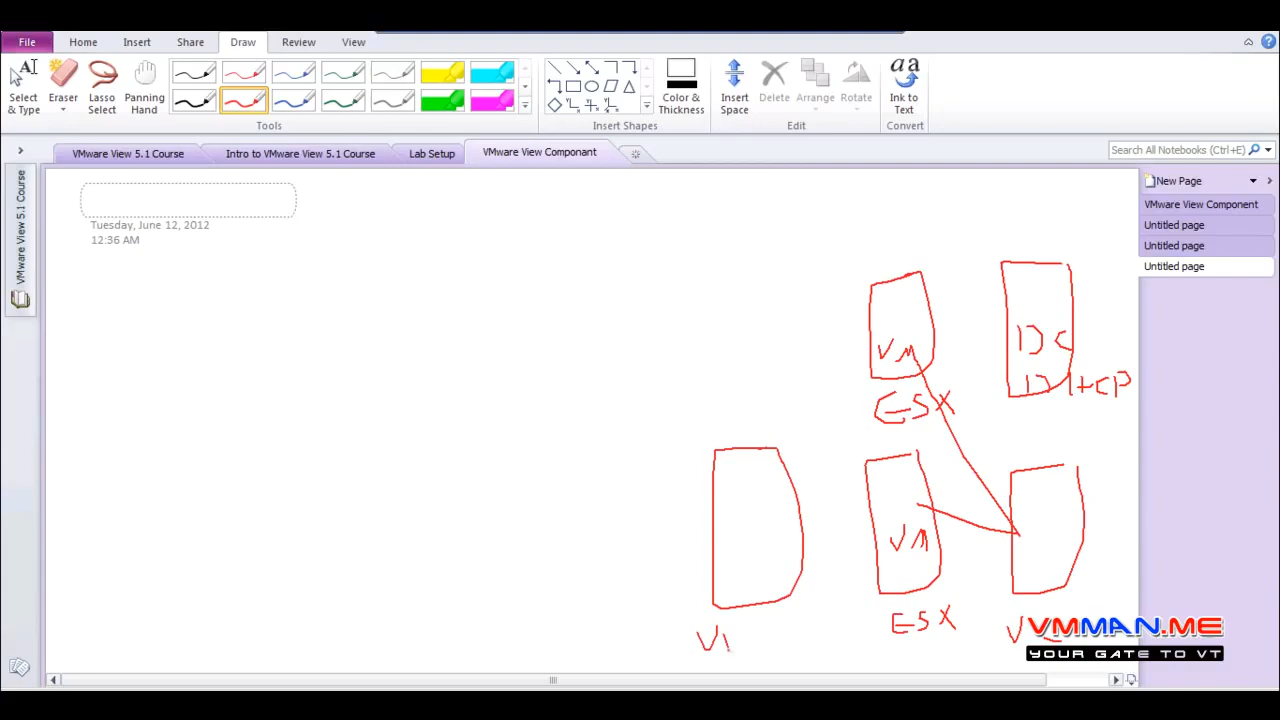 File Home Insert Share Draw Review View
Select & Type
Eraser
Lasso Select
Panning Hand
Color & Thickness
Insert Space
Delete
Arrange
Rotate
Ink to Text
Tools
Insert Shapes
Edit
Convert
VMware View 5.1 Course
Intro to VMware View 5.1 Course
Lab Setup
VMware View Componant
Search All Notebooks (Ctrl+E)
VMware View 5.1 Course
New Page
VMware View Component
Untitled page
Untitled page
Untitled page
Tuesday, June 12, 2012
12:36 AM
VM
ESX
DC
DHCP
VM
ESX
VMMAN.ME
YOUR GATE TO VT